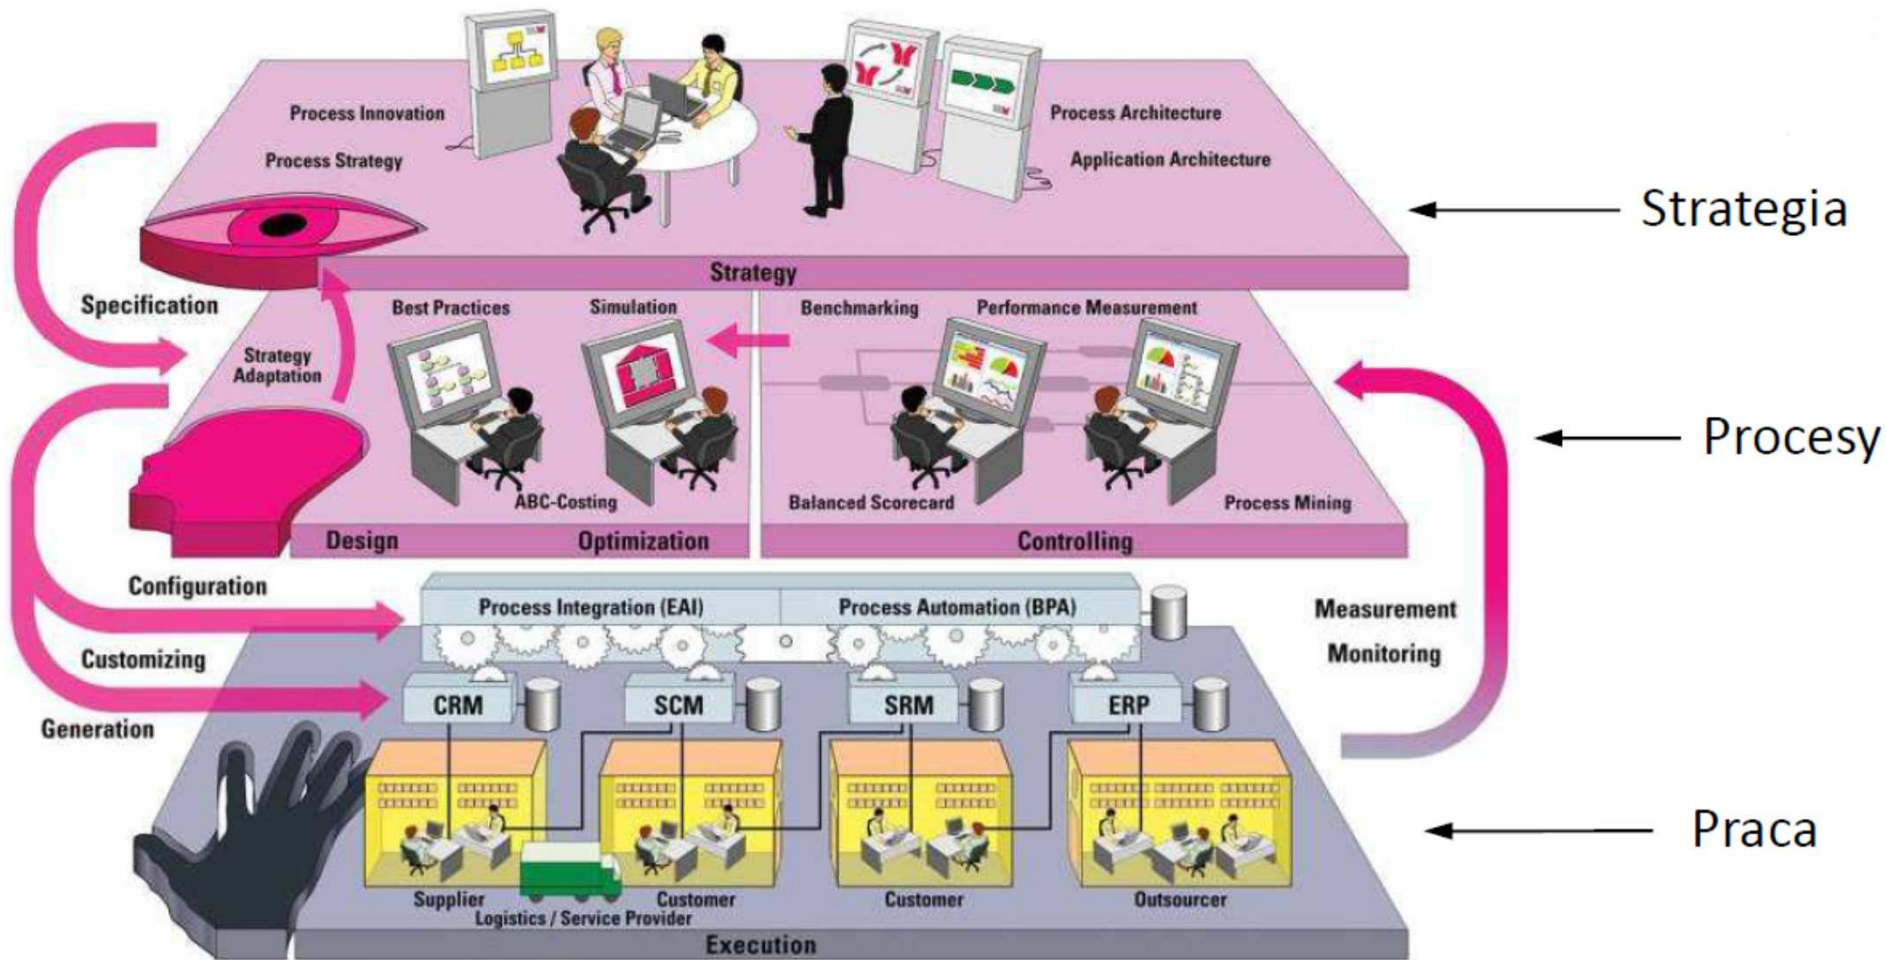 Process Innovation
Process Strategy
Process Architecture
Application Architecture
Strategia
Strategy
Specification
Strategy
Adaptation
Best Practices
Simulation
Benchmarking
Performance Measurement
Procesy
ABC-Costing
Balanced Scorecard
Process Mining
Design
Optimization
Controlling
Configuration
Customizing
Generation
Process Integration (EAI)
Process Automation (BPA)
Measurement
Monitoring
CRM
SCM
SRM
ERP
Praca
Supplier
Customer
Customer
Outsourcer
Logistics / Service Provider
Execution